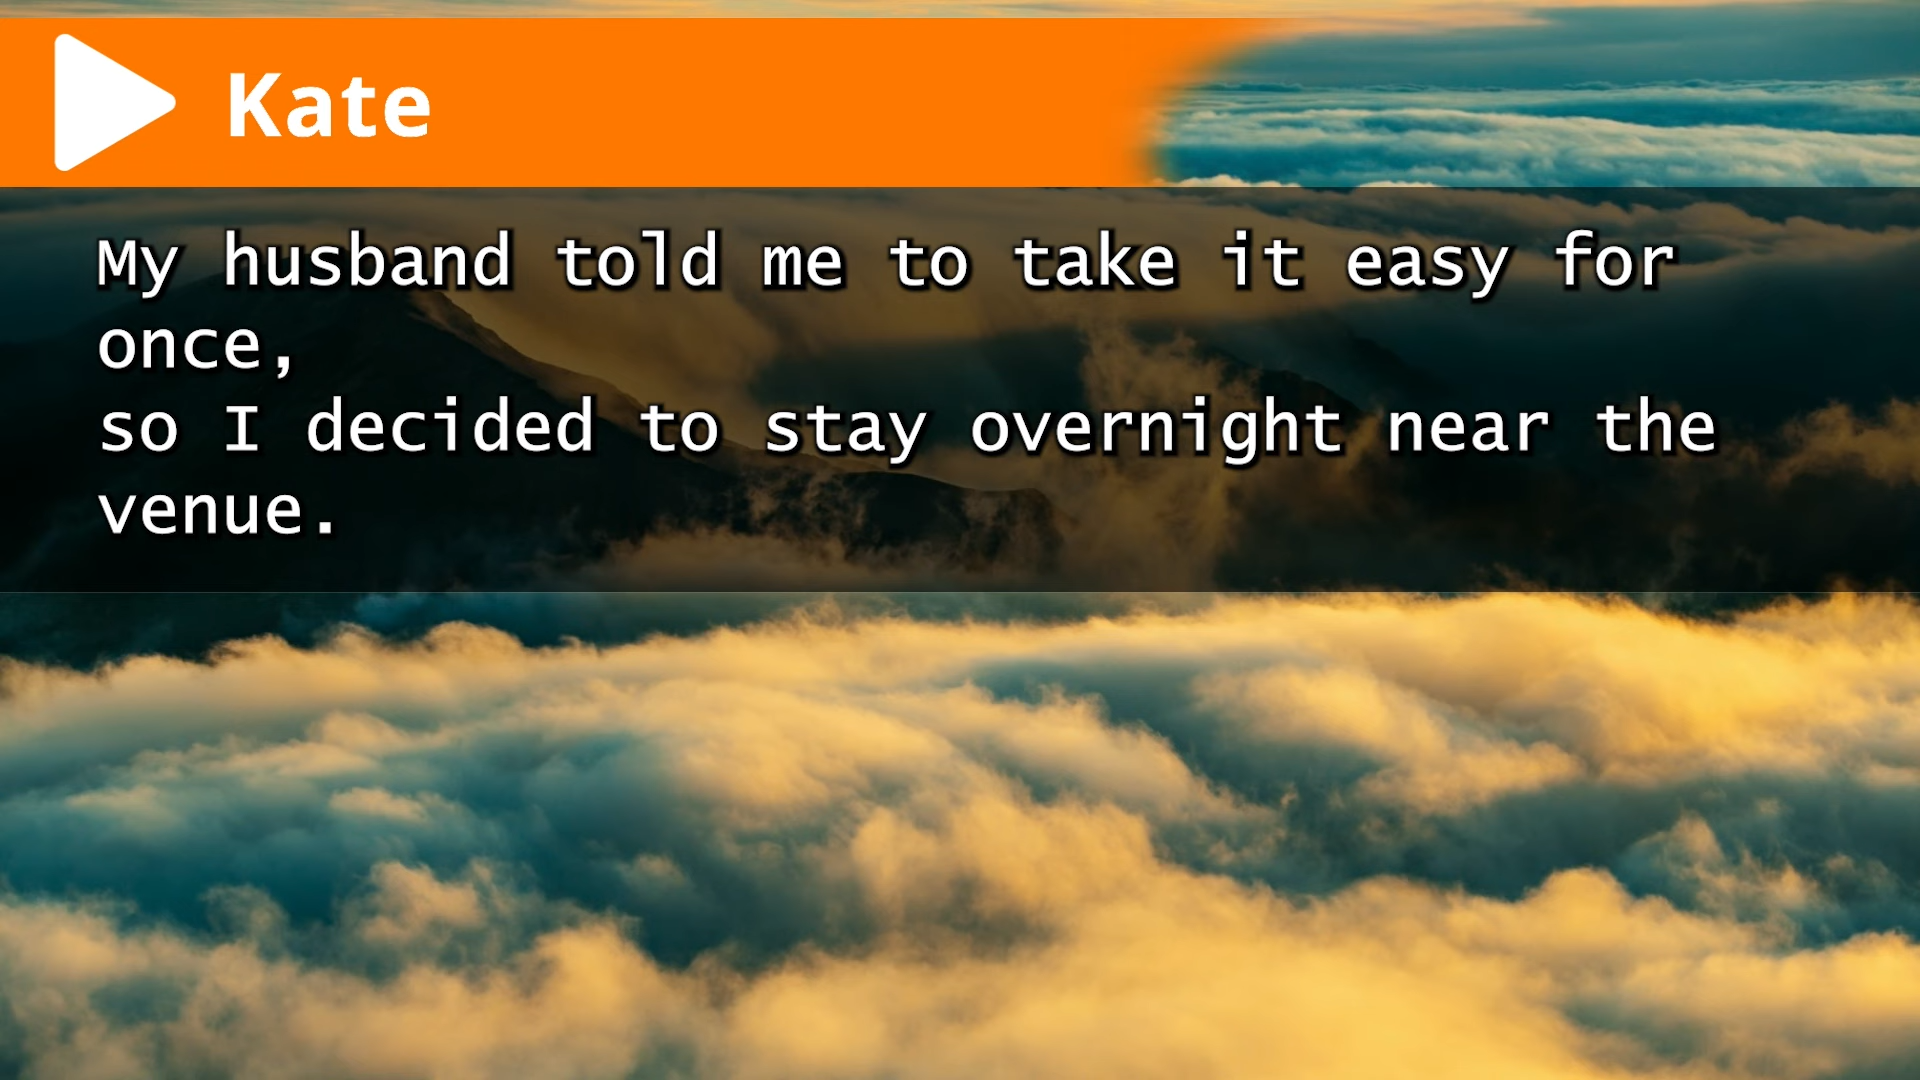 Kate
My husband told me to take it easy for
once,
so I decided to stay overnight near the
venue.